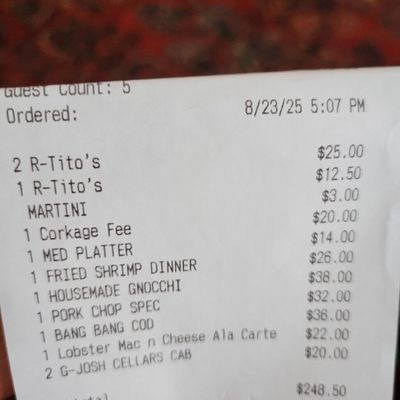 Guest Count: 5
Ordered: 8/23/25 5:07 PM
2 R-Tito's $25.00
1 R-Tito's $12.50
MARTINI $3.00
1 Corkage Fee $20.00
1 MED PLATTER $14.00
1 FRIED SHRIMP DINNER $26.00
1 HOUSEMADE GNOCCHI $38.00
1 PORK CHOP SPEC $32.00
1 BANG BANG COD $36.00
1 Lobster Mac n Cheese Ala Carte $22.00
2 G-JOSH CELLARS CAB $20.00
$248.50